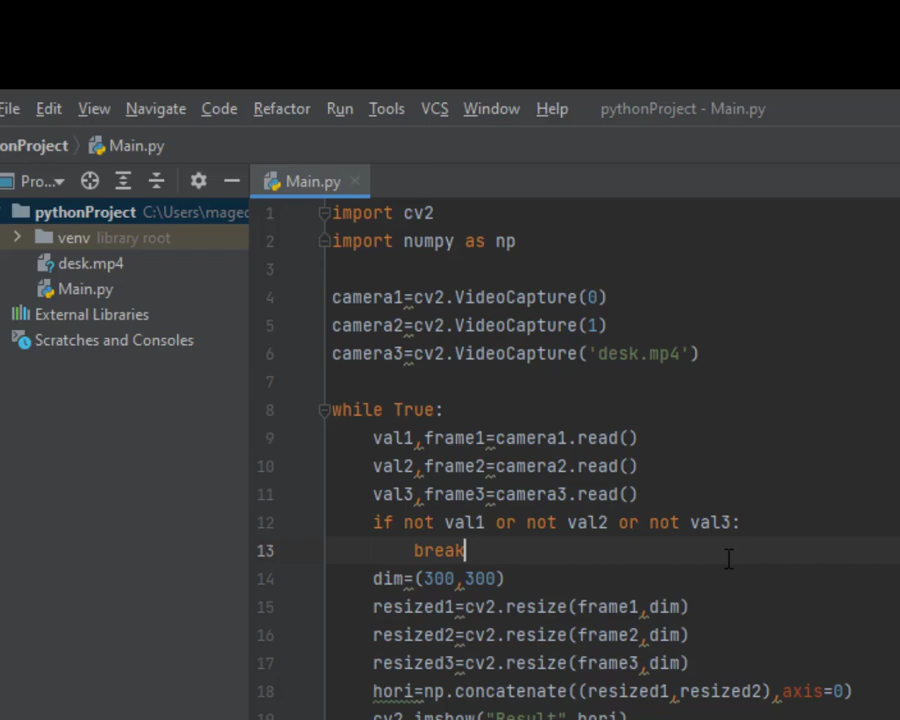 File Edit View Navigate Code Refactor Run Tools VCS Window Help pythonProject - Main.py
onProject Main.py
Pro... Main.py
pythonProject C:\Users\maged
venv library root
desk.mp4
Main.py
External Libraries
Scratches and Consoles
1 import cv2
2 import numpy as np
3
4 camera1=cv2.VideoCapture(0)
5 camera2=cv2.VideoCapture(1)
6 camera3=cv2.VideoCapture('desk.mp4')
7
8 while True:
9 val1,frame1=camera1.read()
10 val2,frame2=camera2.read()
11 val3,frame3=camera3.read()
12 if not val1 or not val2 or not val3:
13 break
14 dim=(300,300)
15 resized1=cv2.resize(frame1,dim)
16 resized2=cv2.resize(frame2,dim)
17 resized3=cv2.resize(frame3,dim)
18 hori=np.concatenate((resized1,resized2),axis=0)
19 cv2.imshow("Result",hori)